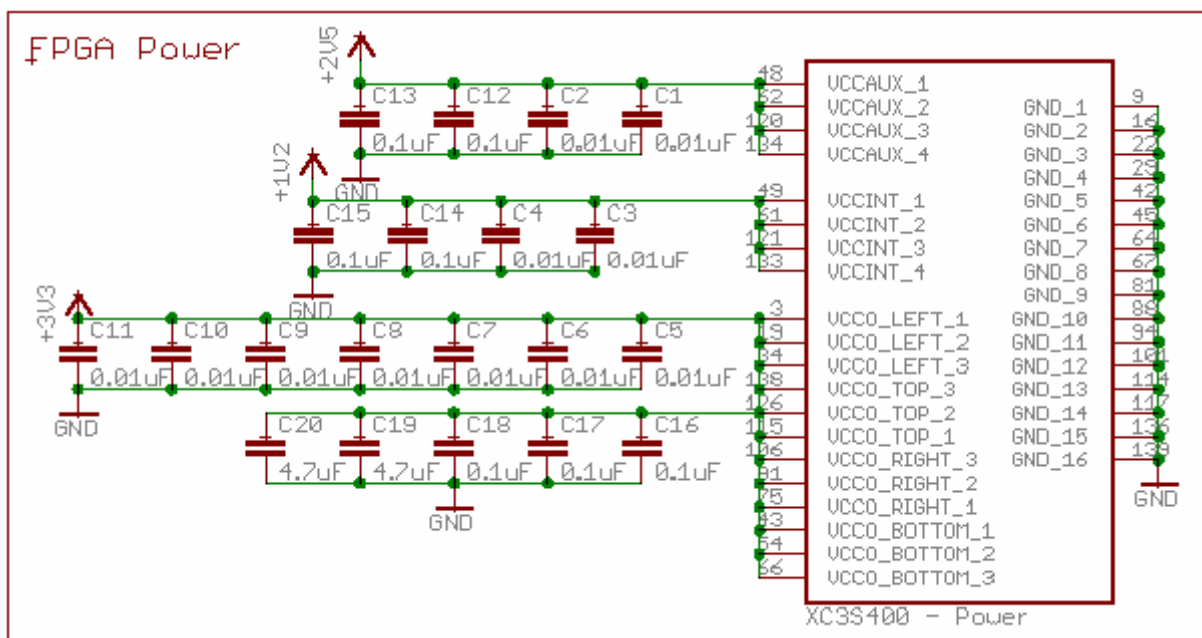 FPGA Power
+2V5
C13 C12 C2 C1
0.1uF 0.1uF 0.01uF 0.01uF
GND
+1V2
C15 C14 C4 C3
0.1uF 0.1uF 0.01uF 0.01uF
GND
+3V3
C11 C10 C9 C8 C7 C6 C5
0.01uF 0.01uF 0.01uF 0.01uF 0.01uF 0.01uF 0.01uF
GND
C20 C19 C18 C17 C16
4.7uF 4.7uF 0.1uF 0.1uF 0.1uF
GND
48 VCCAUX_1
62 VCCAUX_2
120 VCCAUX_3
134 VCCAUX_4
49 VCCINT_1
61 VCCINT_2
121 VCCINT_3
133 VCCINT_4
3 VCCO_LEFT_1
19 VCCO_LEFT_2
34 VCCO_LEFT_3
138 VCCO_TOP_3
126 VCCO_TOP_2
115 VCCO_TOP_1
106 VCCO_RIGHT_3
91 VCCO_RIGHT_2
75 VCCO_RIGHT_1
43 VCCO_BOTTOM_1
54 VCCO_BOTTOM_2
66 VCCO_BOTTOM_3
GND_1 9
GND_2 16
GND_3 22
GND_4 29
GND_5 42
GND_6 45
GND_7 64
GND_8 67
GND_9 81
GND_10 88
GND_11 94
GND_12 101
GND_13 114
GND_14 117
GND_15 136
GND_16 139
GND
XC3S400 - Power